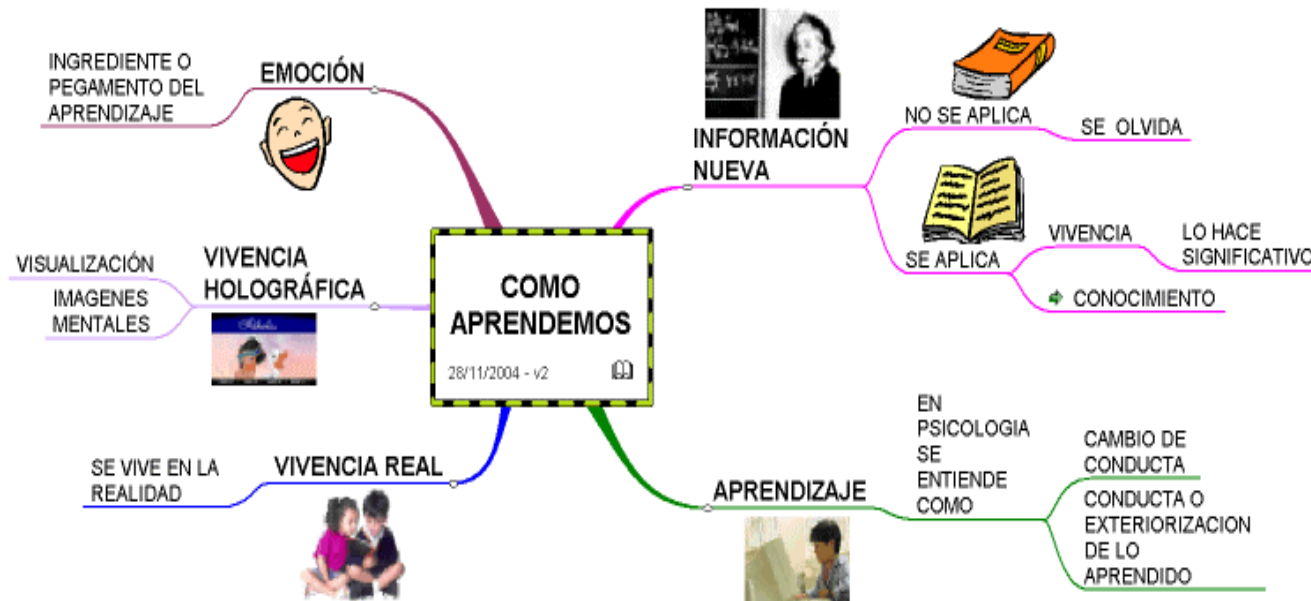 COMO
APRENDEMOS
28/11/2004 - v2
INFORMACIÓN
NUEVA
NO SE APLICA
SE OLVIDA
SE APLICA
VIVENCIA
LO HACE
SIGNIFICATIVO
CONOCIMIENTO
APRENDIZAJE
EN
PSICOLOGIA
SE
ENTIENDE
COMO
CAMBIO DE
CONDUCTA
CONDUCTA O
EXTERIORIZACION
DE LO
APRENDIDO
VIVENCIA REAL
SE VIVE EN LA
REALIDAD
VIVENCIA
HOLOGRÁFICA
VISUALIZACIÓN
IMAGENES
MENTALES
EMOCIÓN
INGREDIENTE O
PEGAMENTO DEL
APRENDIZAJE